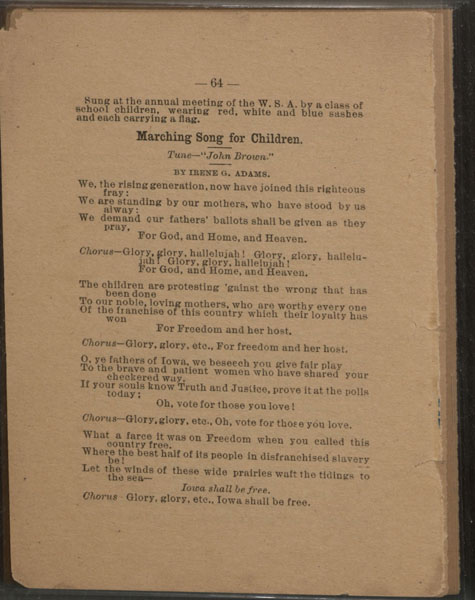 — 64 —
Sung at the annual meeting of the W. S. A. by a class of
school children, wearing red, white and blue sashes
and each carrying a flag.
Marching Song for Children.
Tune—"John Brown."
BY IRENE G. ADAMS.
We, the rising generation, now have joined this righteous
fray;
We are standing by our mothers, who have stood by us
alway;
We demand our fathers' ballots shall be given as they
pray,
For God, and Home, and Heaven.
Chorus—Glory, glory, hallelujah! Glory, glory, hallelu-
jah! Glory, glory, hallelujah!
For God, and Home, and Heaven.
The children are protesting 'gainst the wrong that has
been done
To our noble, loving mothers, who are worthy every one
Of the franchise of this country which their loyalty has
won
For Freedom and her host.
Chorus—Glory, glory, etc., For freedom and her host.
O, ye fathers of Iowa, we beseech you give fair play
To the brave and patient women who have shared your
checkered way,
If your souls know Truth and Justice, prove it at the polls
today;
Oh, vote for those you love!
Chorus—Glory, glory, etc., Oh, vote for those you love.
What a farce it was on Freedom when you called this
country free,
Where the best half of its people in disfranchised slavery
be!
Let the winds of these wide prairies waft the tidings to
the sea—
Iowa shall be free.
Chorus - Glory, glory, etc., Iowa shall be free.